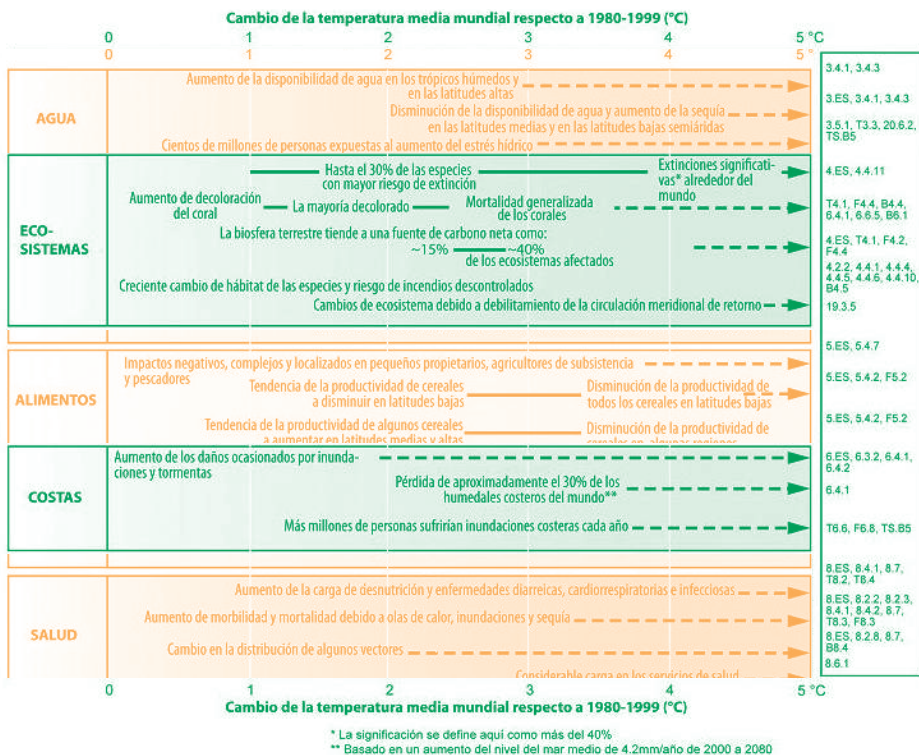 Cambio de la temperatura media mundial respecto a 1980-1999 (°C)
0 1 2 3 4 5 °C
0 1 2 3 4 5 °C
AGUA
Aumento de la disponibilidad de agua en los trópicos húmedos y
en las latitudes altas
3.4.1, 3.4.3
Disminución de la disponibilidad de agua y aumento de la sequía
en las latitudes medias y en las latitudes bajas semiáridas
3.ES, 3.4.1, 3.4.3
Cientos de millones de personas expuestas al aumento del estrés hídrico
3.5.1, T3.3, 20.6.2,
TS.B5
ECO-
SISTEMAS
Hasta el 30% de las especies
con mayor riesgo de extinción
Extinciones significati-
vas* alrededor del
mundo
4.ES, 4.4.11
Aumento de decoloración
del coral
La mayoría decolorado
Mortalidad generalizada
de los corales
T4.1, F4.4, B4.4,
6.4.1, 6.6.5, B6.1
La biosfera terrestre tiende a una fuente de carbono neta como:
~15% ~40%
de los ecosistemas afectados
4.ES, T4.1, F4.2,
F4.4
Creciente cambio de hábitat de las especies y riesgo de incendios descontrolados
4.2.2, 4.4.1, 4.4.4,
4.4.5, 4.4.6, 4.4.10,
B4.5
Cambios de ecosistema debido a debilitamiento de la circulación meridional de retorno
19.3.5
ALIMENTOS
Impactos negativos, complejos y localizados en pequeños propietarios, agricultores de subsistencia
y pescadores
5.ES, 5.4.7
Tendencia de la productividad de cereales
a disminuir en latitudes bajas
Disminución de la productividad de
todos los cereales en latitudes bajas
5.ES, 5.4.2, F5.2
Tendencia de la productividad de algunos cereales
a aumentar en latitudes medias y altas
Disminución de la productividad de
cereales en algunas regiones
5.ES, 5.4.2, F5.2
COSTAS
Aumento de los daños ocasionados por inunda-
ciones y tormentas
6.ES, 6.3.2, 6.4.1,
6.4.2
Pérdida de aproximadamente el 30% de los
humedales costeros del mundo**
6.4.1
Más millones de personas sufrirían inundaciones costeras cada año
T6.6, F6.8, TS.B5
SALUD
Aumento de la carga de desnutrición y enfermedades diarreicas, cardiorrespiratorias e infecciosas
8.ES, 8.4.1, 8.7,
T8.2, T8.4
Aumento de morbilidad y mortalidad debido a olas de calor, inundaciones y sequía
8.ES, 8.2.2, 8.2.3,
8.4.1, 8.4.2, 8.7,
T8.3, F8.3
Cambio en la distribución de algunos vectores
8.ES, 8.2.8, 8.7,
B8.4
Considerable carga en los servicios de salud
8.6.1
0 1 2 3 4 5 °C
Cambio de la temperatura media mundial respecto a 1980-1999 (°C)
* La significación se define aquí como más del 40%
** Basado en un aumento del nivel del mar medio de 4.2mm/año de 2000 a 2080